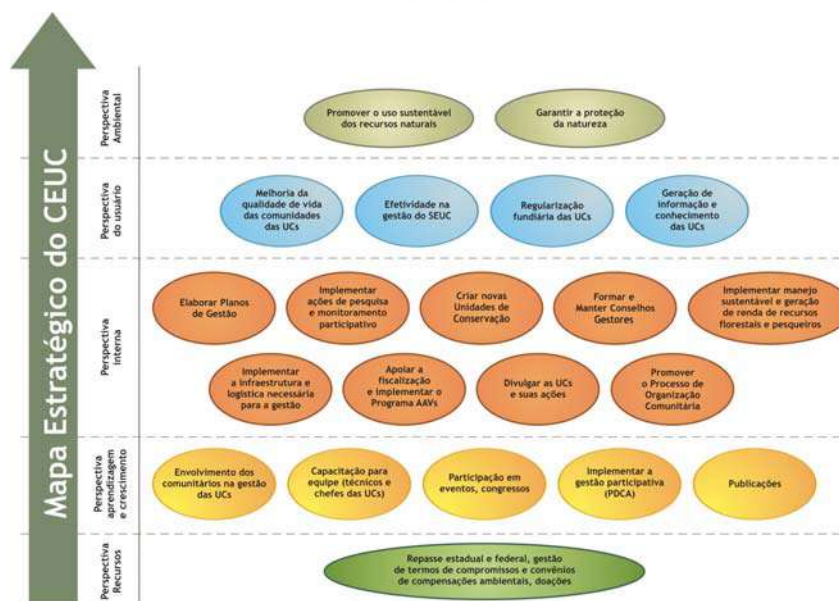 Mapa Estratégico do CEUC
Perspectiva
Ambiental
Promover o uso sustentável
dos recursos naturais
Garantir a proteção
da natureza
Perspectiva
do usuário
Melhoria da
qualidade de vida
das comunidades
das UCs
Efetividade na
gestão do SEUC
Regularização
fundiária das UCs
Geração de
informação e
conhecimento
das UCs
Perspectiva
Interna
Elaborar Planos
de Gestão
Implementar
ações de pesquisa
e monitoramento
participativo
Criar novas
Unidades de
Conservação
Formar e
Manter Conselhos
Gestores
Implementar manejo
sustentável e geração
de renda de recursos
florestais e pesqueiros
Implementar
a infraestrutura e
logística necessária
para a gestão
Apoiar a
fiscalização
e implementar o
Programa AAVs
Divulgar as UCs
e suas ações
Promover
o Processo de
Organização
Comunitária
Perspectiva
aprendizagem
e crescimento
Envolvimento dos
comunitários na gestão
das UCs
Capacitação para
equipe (técnicos e
chefes das UCs)
Participação em
eventos, congressos
Implementar a
gestão participativa
(PDCA)
Publicações
Perspectiva
Recursos
Repasse estadual e federal, gestão
de termos de compromissos e convênios
de compensações ambientais, doações